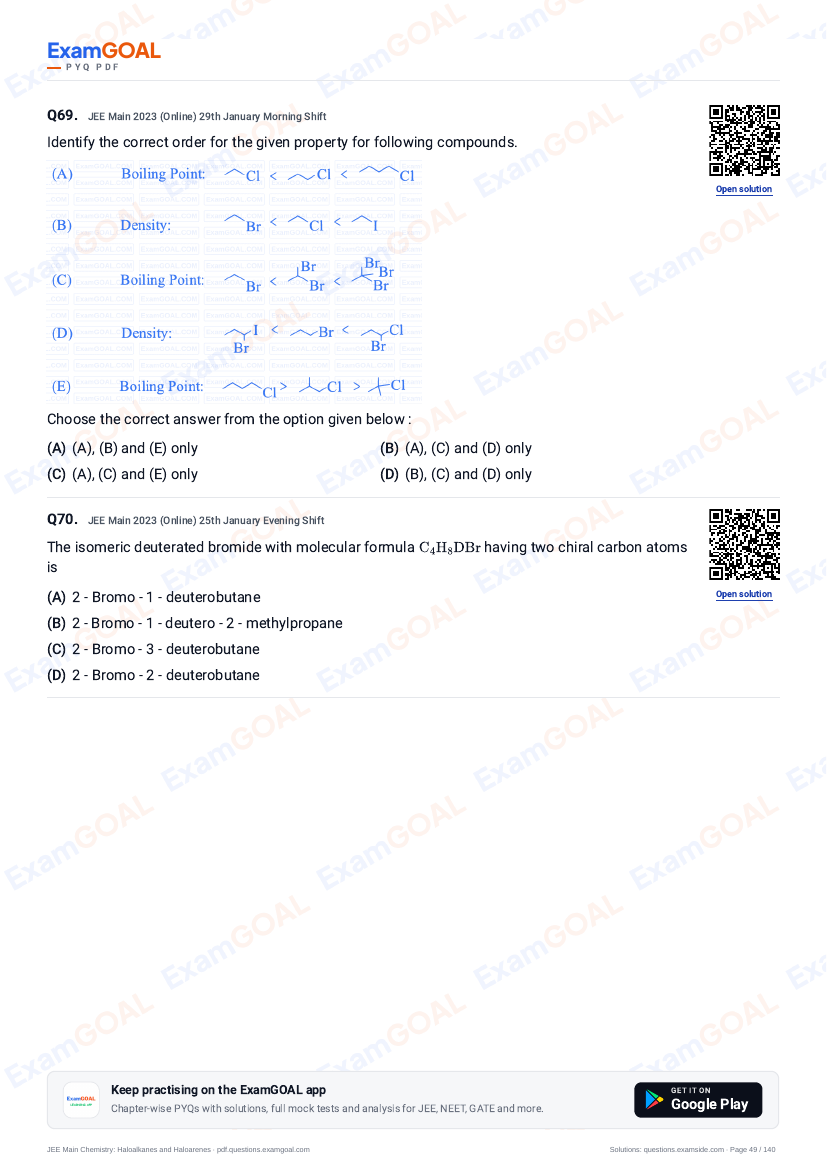 ExamGOAL
PYQ PDF
Q69. JEE Main 2023 (Online) 29th January Morning Shift
Identify the correct order for the given property for following compounds.
Open solution
(A) Boiling Point: Cl < Cl < Cl
(B) Density: Br < Cl < I
(C) Boiling Point: Br < Br Br < Br Br Br
(D) Density: I Br < Br < Cl Br
(E) Boiling Point: Cl > Cl > Cl
Choose the correct answer from the option given below :
(A) (A), (B) and (E) only
(B) (A), (C) and (D) only
(C) (A), (C) and (E) only
(D) (B), (C) and (D) only
Q70. JEE Main 2023 (Online) 25th January Evening Shift
The isomeric deuterated bromide with molecular formula C₄H₈DBr having two chiral carbon atoms
is
Open solution
(A) 2 - Bromo - 1 - deuterobutane
(B) 2 - Bromo - 1 - deutero - 2 - methylpropane
(C) 2 - Bromo - 3 - deuterobutane
(D) 2 - Bromo - 2 - deuterobutane
Keep practising on the ExamGOAL app
Chapter-wise PYQs with solutions, full mock tests and analysis for JEE, NEET, GATE and more.
GET IT ON
Google Play
JEE Main Chemistry: Haloalkanes and Haloarenes · pdf.questions.examgoal.com
Solutions: questions.examside.com · Page 49 / 140